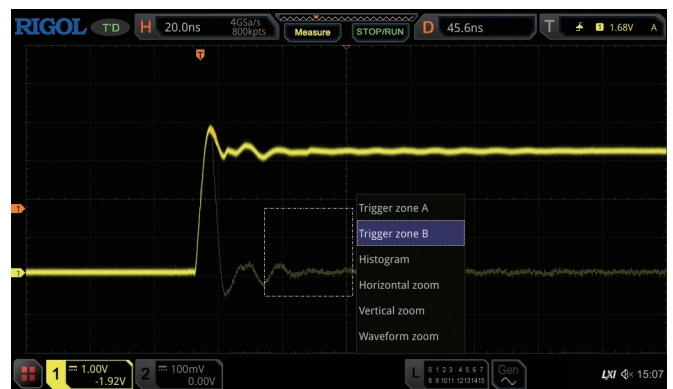 RIGOL T'D H 20.0ns 4GSa/s 800kpts Measure STOP/RUN D 45.6ns T 1 1.68V A
T
T
Trigger zone A
Trigger zone B
Histogram
1
Horizontal zoom
Vertical zoom
Waveform zoom
1 1.00V -1.92V 2 100mV 0.00V L 0 1 2 3 4 5 6 7 8 9 10 11 12 13 14 15 Gen LXI 15:07